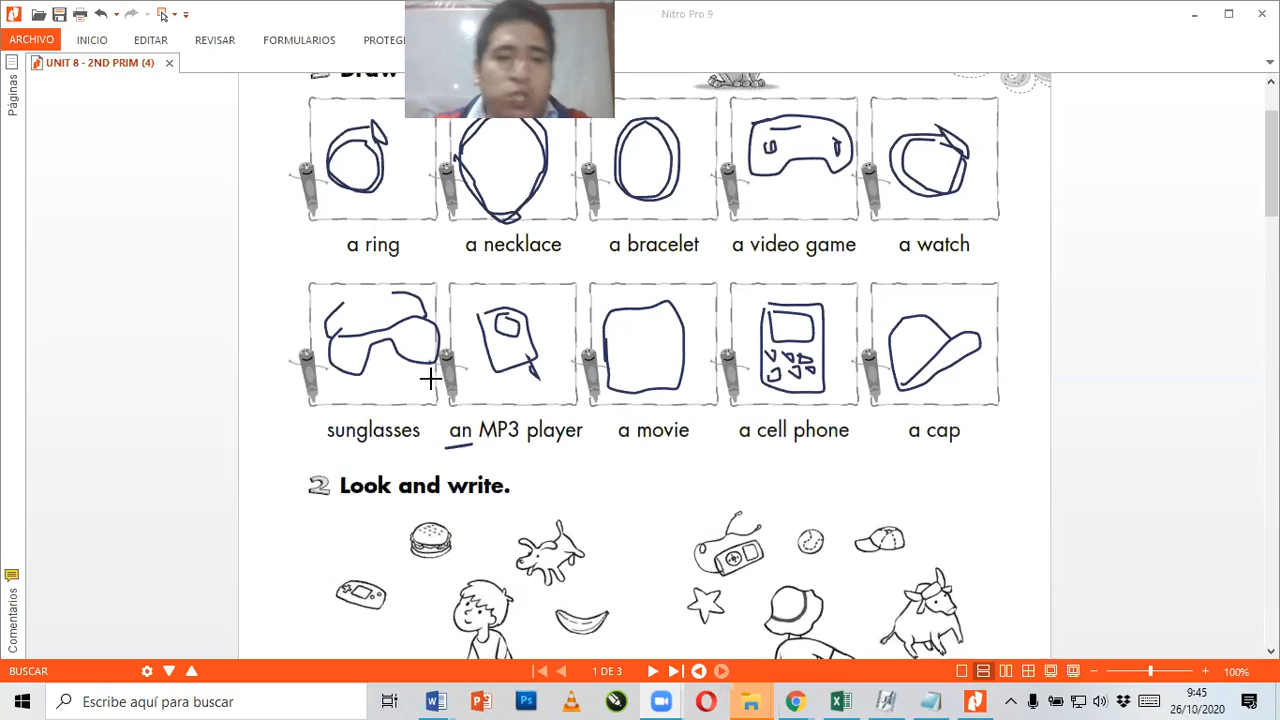 Nitro Pro 9
ARCHIVO INICIO EDITAR REVISAR FORMULARIOS
UNIT 8 - 2ND PRIM (4)
Páginas
a ring a necklace a bracelet a video game a watch
sunglasses an MP3 player a movie a cell phone a cap
2 Look and write.
Comentarios
BUSCAR 1 DE 3 100%
Escribe aquí para buscar 9:45
26/10/2020